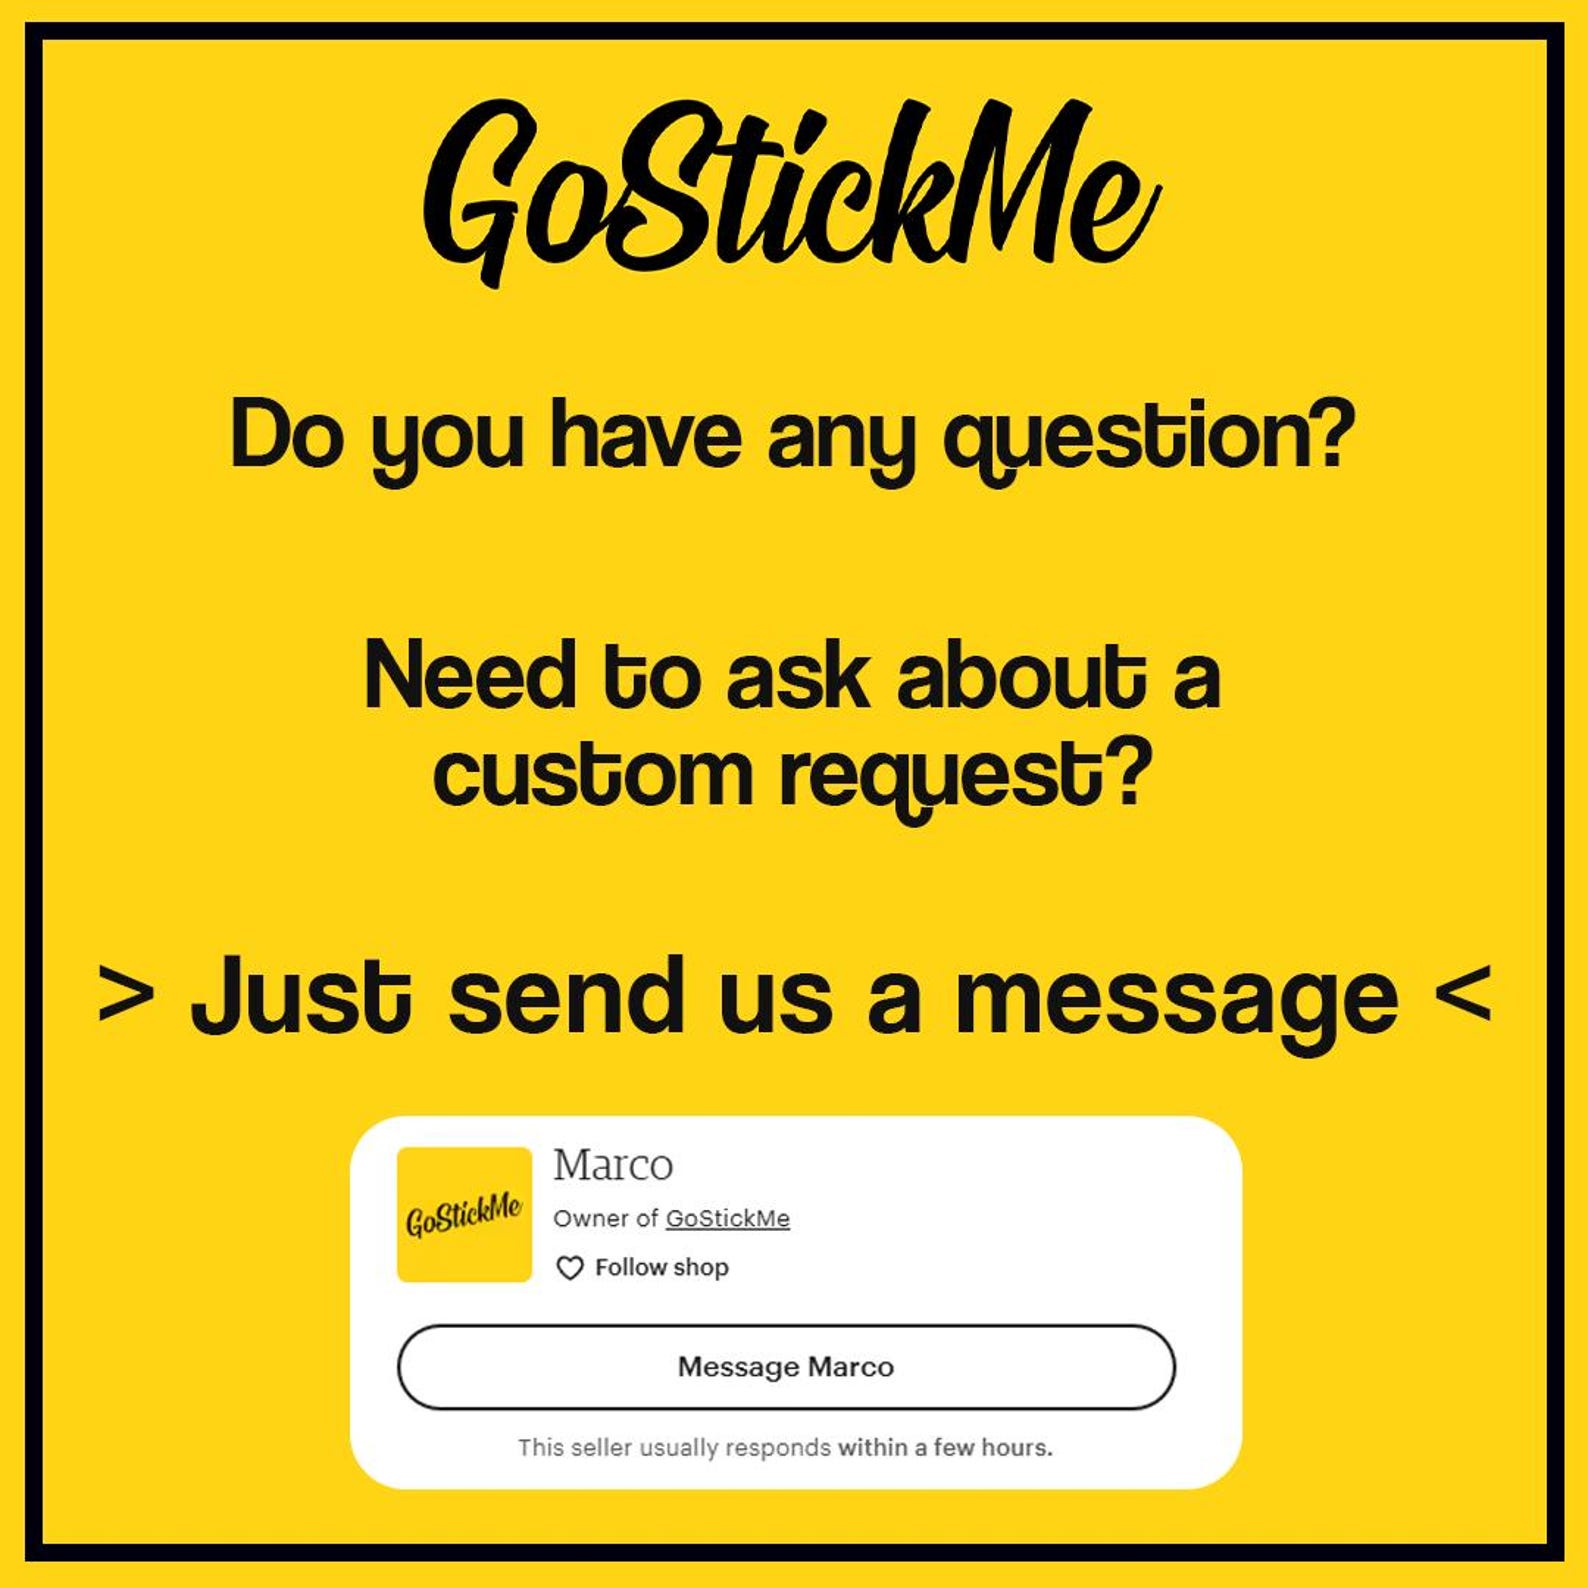 GoStickMe
Do you have any question?
Need to ask about a
custom request?
> Just send us a message <
GoStickMe
Marco
Owner of GoStickMe
Follow shop
Message Marco
This seller usually responds within a few hours.